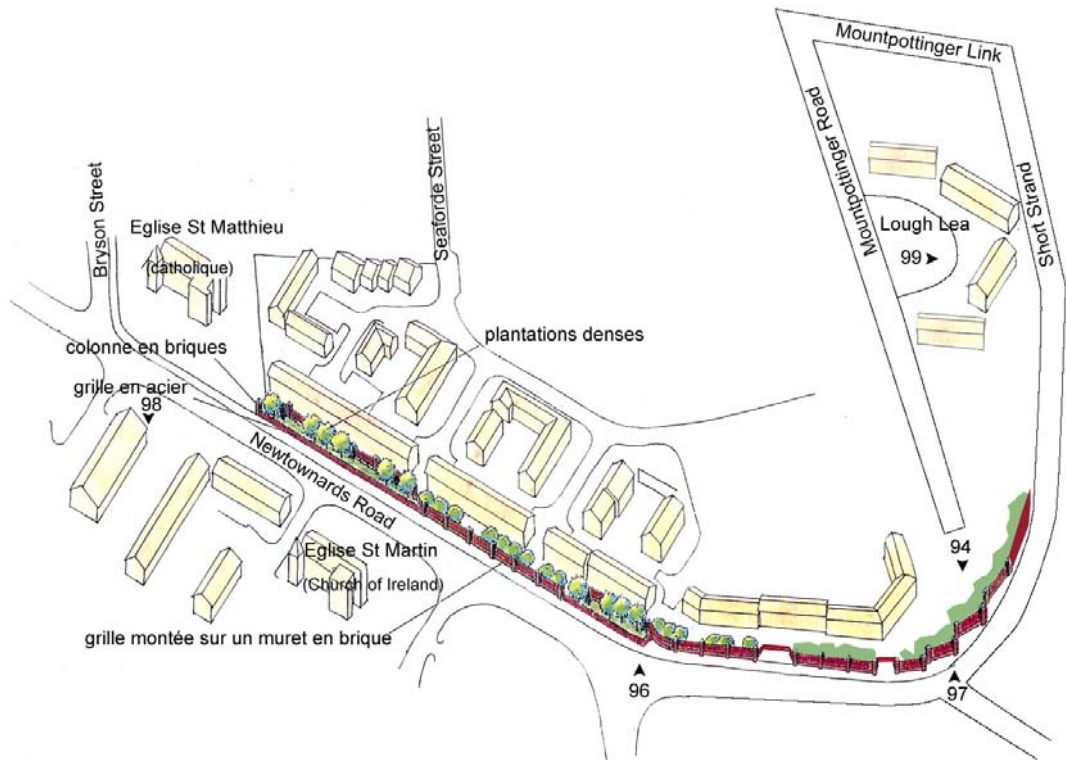 Mountpottinger Link
Mountpottinger Road
Short Strand
Seaforde Street
Bryson Street
Eglise St Matthieu
(catholique)
Lough Lea
99
plantations denses
colonne en briques
grille en acier
98
Newtownards Road
94
Eglise St Martin
(Church of Ireland)
grille montée sur un muret en brique
96
97